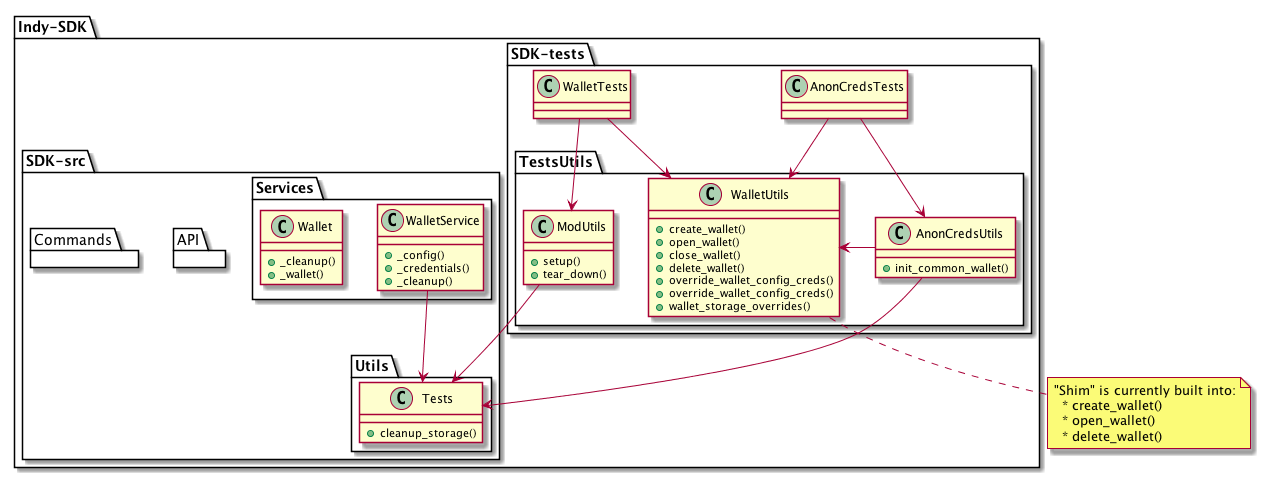 Indy-SDK
SDK-tests
C WalletTests
C AnonCredsTests
SDK-src
TestsUtils
Services
C WalletUtils
create_wallet()
open_wallet()
close_wallet()
delete_wallet()
override_wallet_config_creds()
override_wallet_config_creds()
wallet_storage_overrides()
C Wallet
_cleanup()
_wallet()
C WalletService
_config()
_credentials()
_cleanup()
C ModUtils
setup()
tear_down()
C AnonCredsUtils
init_common_wallet()
Commands
API
Utils
C Tests
cleanup_storage()
"Shim" is currently built into:
* create_wallet()
* open_wallet()
* delete_wallet()